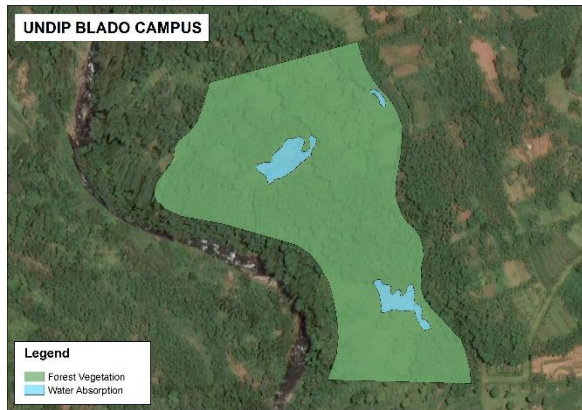 UNDIP BLADO CAMPUS
Legend
Forest Vegetation
Water Absorption